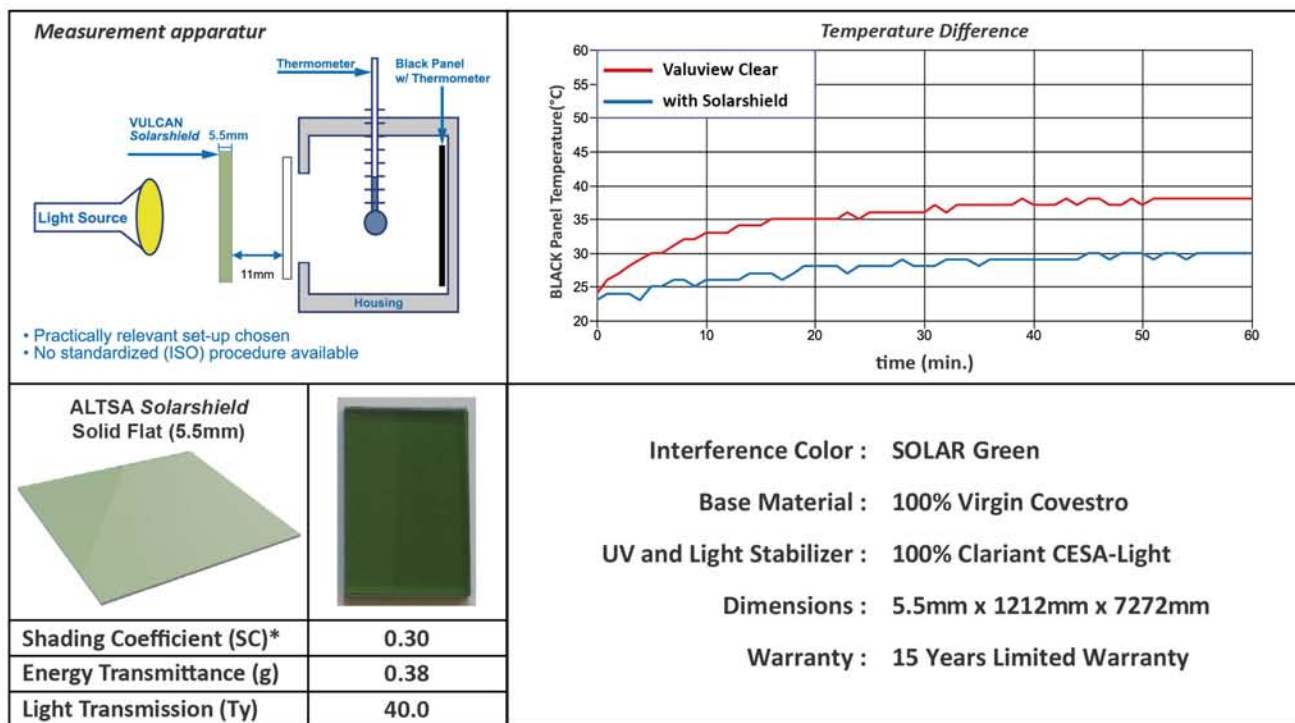 Measurement apparatur
Thermometer
Black Panel
w/ Thermometer
VULCAN
Solarshield
5.5mm
Light Source
11mm
Housing
• Practically relevant set-up chosen
• No standardized (ISO) procedure available
Temperature Difference
Valuview Clear
with Solarshield
BLACK Panel Temperature(°C)
60
55
50
45
40
35
30
25
20
0
10
20
30
40
50
60
time (min.)
ALTSA Solarshield
Solid Flat (5.5mm)
Shading Coefficient (SC)* 0.30
Energy Transmittance (g) 0.38
Light Transmission (Ty) 40.0
Interference Color : SOLAR Green
Base Material : 100% Virgin Covestro
UV and Light Stabilizer : 100% Clariant CESA-Light
Dimensions : 5.5mm x 1212mm x 7272mm
Warranty : 15 Years Limited Warranty